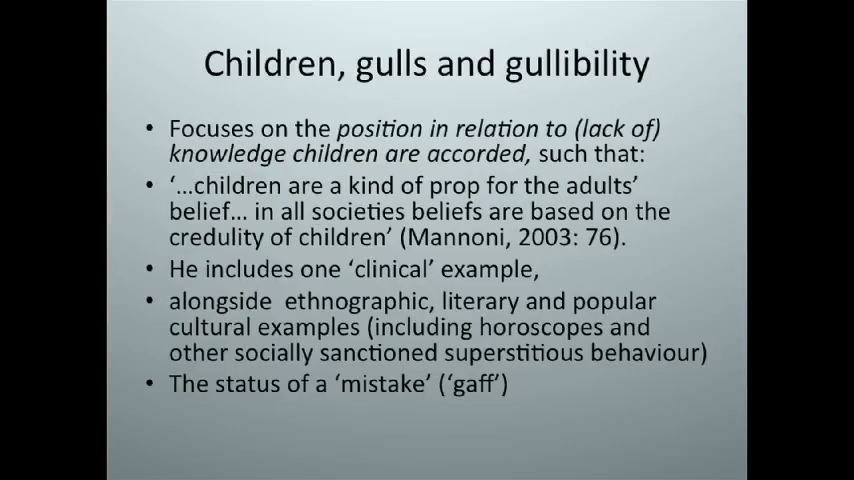 Children, gulls and gullibility
• Focuses on the position in relation to (lack of)
knowledge children are accorded, such that:
• ‘…children are a kind of prop for the adults’
belief… in all societies beliefs are based on the
credulity of children’ (Mannoni, 2003: 76).
• He includes one ‘clinical’ example,
• alongside ethnographic, literary and popular
cultural examples (including horoscopes and
other socially sanctioned superstitious behaviour)
• The status of a ‘mistake’ (‘gaff’)